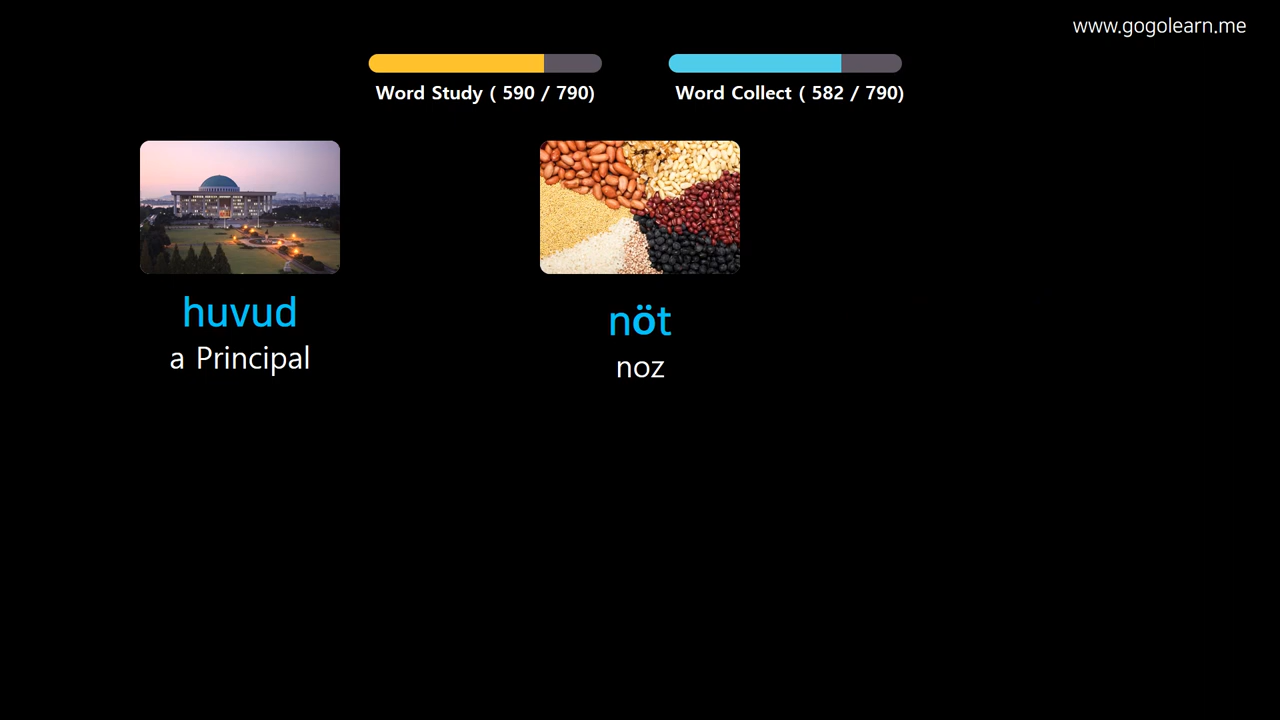 www.gogolearn.me
Word Study ( 590 / 790)
Word Collect ( 582 / 790)
huvud
a Principal
nöt
noz